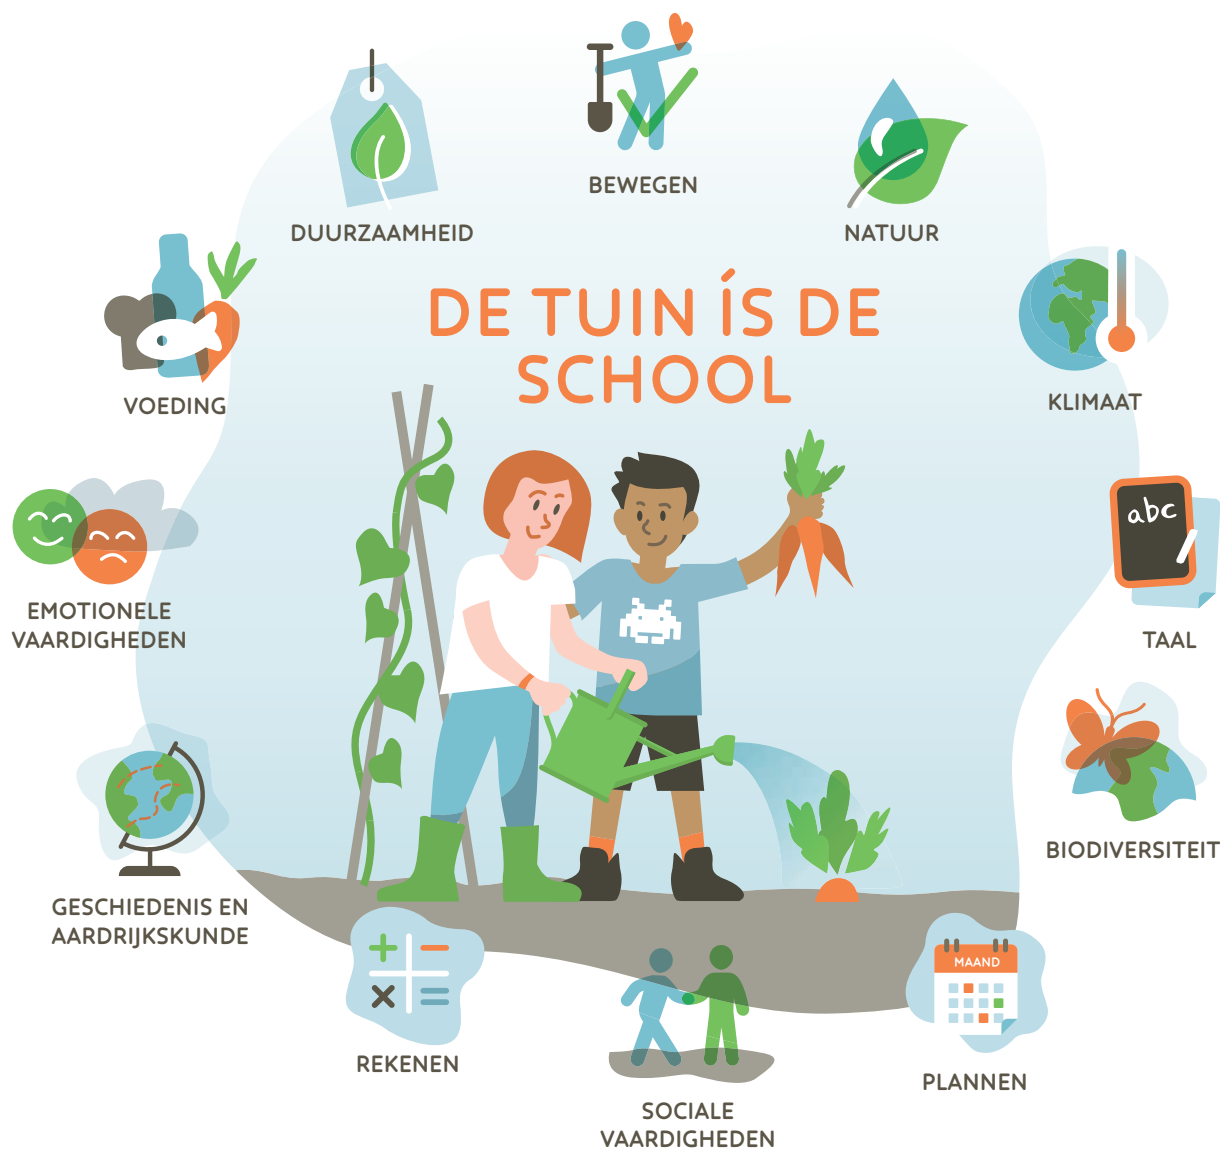 BEWEGEN
DUURZAAMHEID
NATUUR
DE TUIN ÍS DE
SCHOOL
VOEDING
KLIMAAT
abc
EMOTIONELE
VAARDIGHEDEN
TAAL
BIODIVERSITEIT
GESCHIEDENIS EN
AARDRIJKSKUNDE
MAAND
REKENEN
PLANNEN
SOCIALE
VAARDIGHEDEN